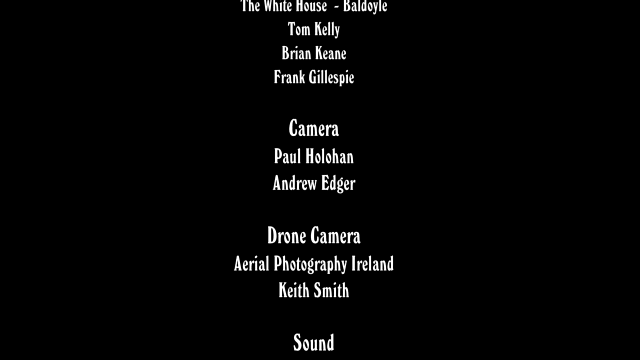 The White House - Baldoyle
Tom Kelly
Brian Keane
Frank Gillespie
Camera
Paul Holohan
Andrew Edger
Drone Camera
Aerial Photography Ireland
Keith Smith
Sound